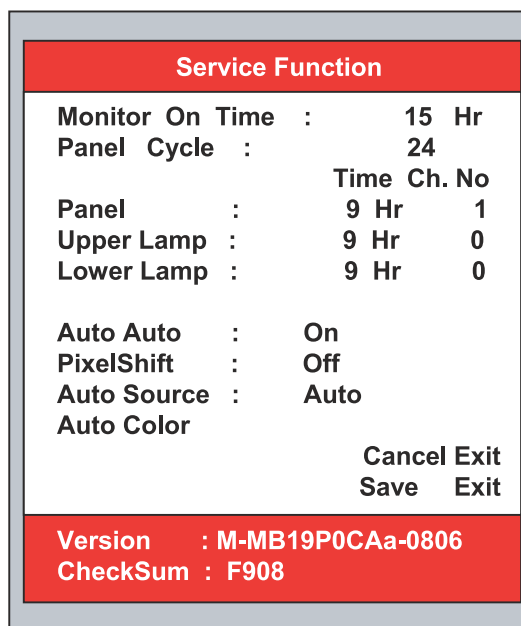 Service Function
Monitor On Time : 15 Hr
Panel Cycle : 24
Time Ch. No
Panel : 9 Hr 1
Upper Lamp : 9 Hr 0
Lower Lamp : 9 Hr 0
Auto Auto : On
PixelShift : Off
Auto Source : Auto
Auto Color
Cancel Exit
Save Exit
Version : M-MB19P0CAa-0806
CheckSum : F908